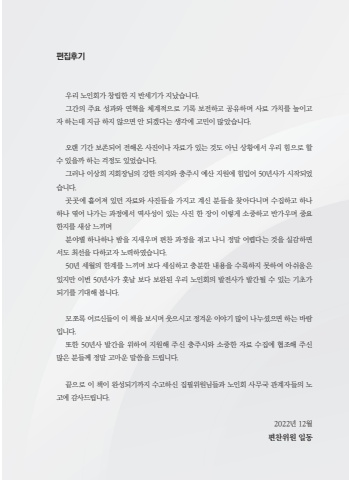 편집후기
우리 노인회가 창립한 지 반세기가 지났습니다.
그간의 주요 성과와 연혁을 체계적으로 기록 보전하고 공유하며 사료 가치를 높이고
자 하는데 지금 하지 않으면 안 되겠다는 생각에 고민이 많았습니다.
오랜 기간 보존되어 전해온 사진이나 자료가 있는 것도 아닌 상황에서 우리 힘으로 할
수 있을까 하는 걱정도 있었습니다.
그러나 이상희 지회장님의 강한 의지와 충주시 예산 지원에 힘입어 50년사가 시작되었
습니다.
곳곳에 흩어져 있던 자료와 사진들을 가지고 계신 분들을 찾아다니며 수집하고 하나
하나 엮어 나가는 과정에서 역사성이 있는 사진 한 장이 이렇게 소중하고 반가우며 중요
한지를 새삼 느끼며
분야별 하나하나 밤을 지새우며 편찬 과정을 겪고 나니 정말 어렵다는 것을 실감하면
서도 최선을 다하고자 노력하였습니다.
50년 세월의 한계를 느끼며 보다 세심하고 충분한 내용을 수록하지 못하여 아쉬움은
있지만 이번 50년사가 훗날 보다 보완된 우리 노인회의 발전사가 발간될 수 있는 기초가
되기를 기대해 봅니다.
모쪼록 어르신들이 이 책을 보시며 웃으시고 정겨운 이야기 많이 나누셨으면 하는 바람
입니다.
또한 50년사 발간을 위하여 지원해 주신 충주시와 소중한 자료 수집에 협조해 주신
많은 분들께 정말 고마운 말씀을 드립니다.
끝으로 이 책이 완성되기까지 수고하신 집필위원님들과 노인회 사무국 관계자들의 노
고에 감사드립니다.
2022년 12월
편찬위원 일동